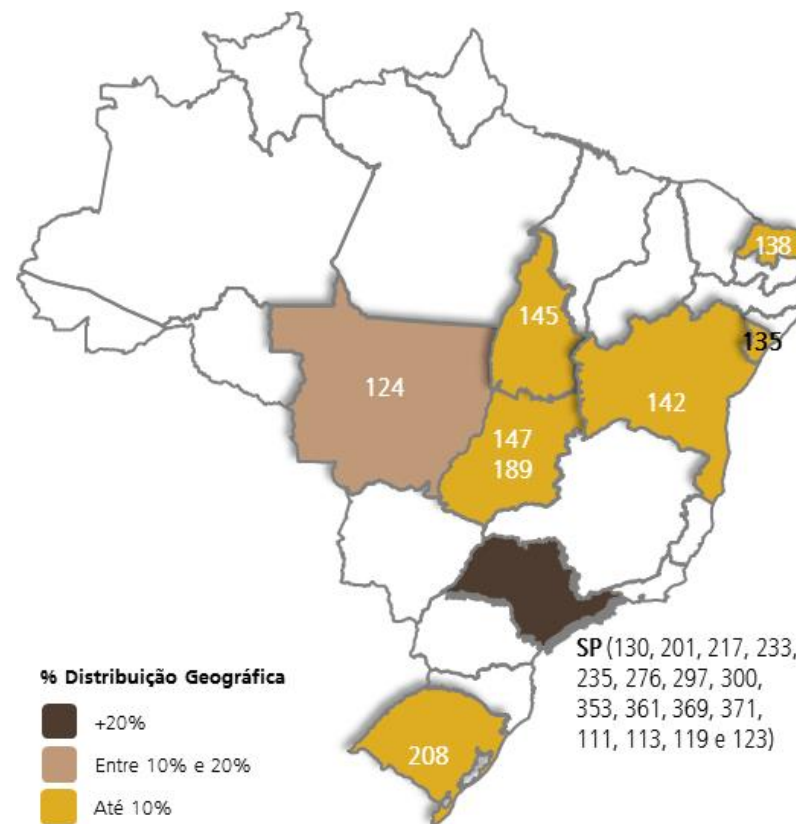 138
145
135
124
142
147
189
SP (130, 201, 217, 233,
235, 276, 297, 300,
353, 361, 369, 371,
111, 113, 119 e 123)
% Distribuição Geográfica
+20%
Entre 10% e 20%
Até 10%
208